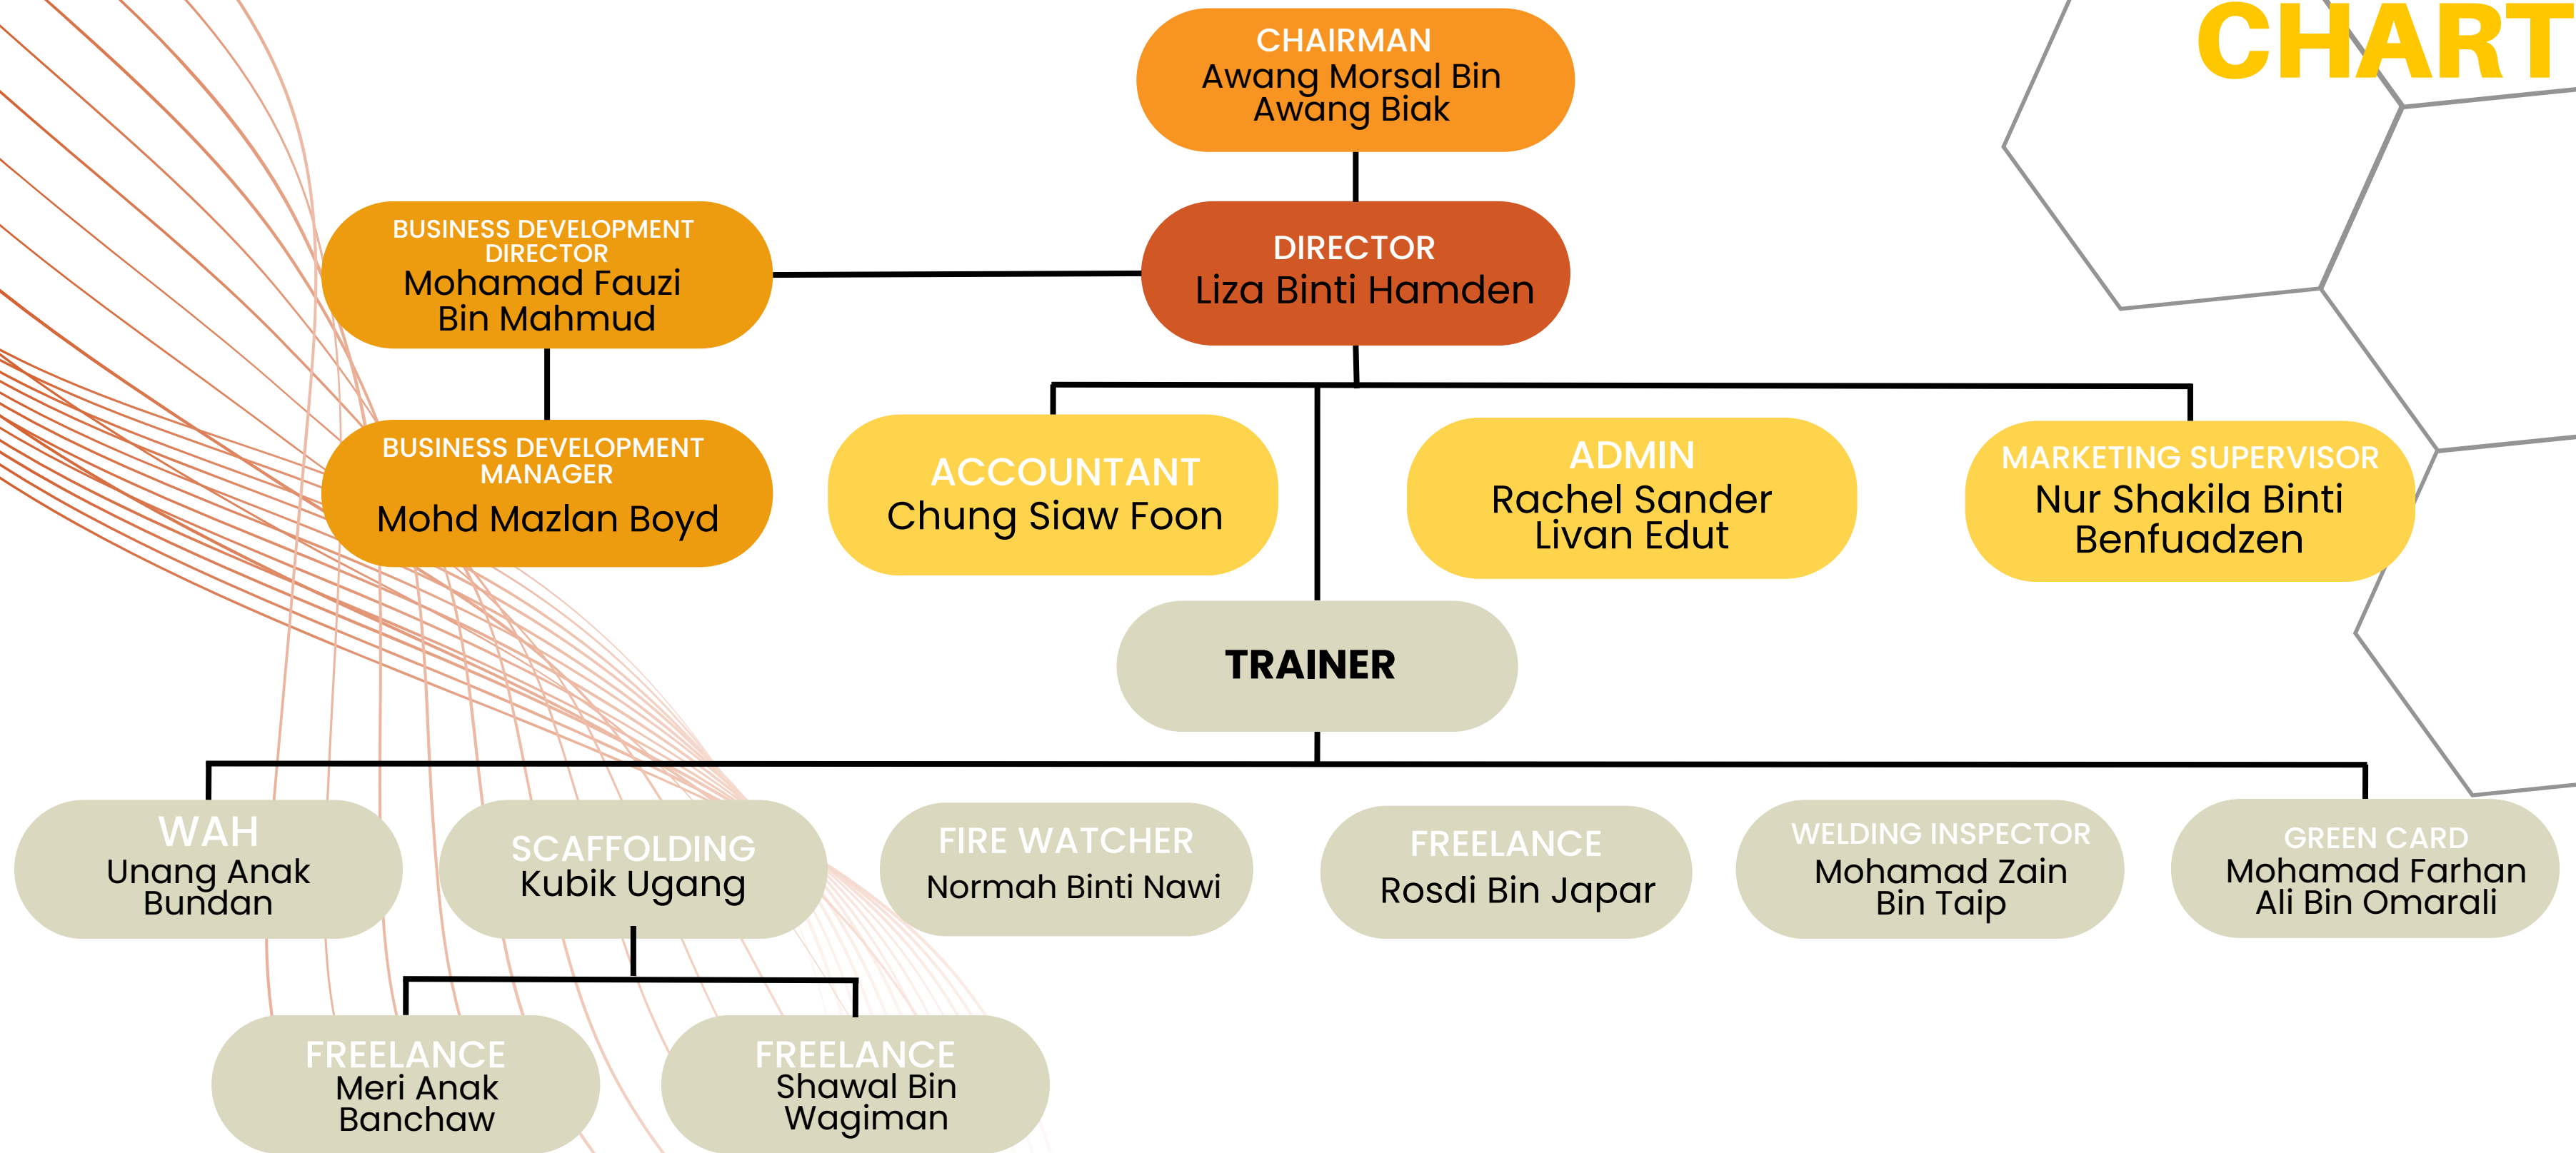 CHART
CHAIRMAN
Awang Morsal Bin
Awang Biak
BUSINESS DEVELOPMENT
DIRECTOR
Mohamad Fauzi
Bin Mahmud
DIRECTOR
Liza Binti Hamden
BUSINESS DEVELOPMENT
MANAGER
Mohd Mazlan Boyd
ACCOUNTANT
Chung Siaw Foon
ADMIN
Rachel Sander
Livan Edut
MARKETING SUPERVISOR
Nur Shakila Binti
Benfuadzen
TRAINER
WAH
Unang Anak
Bundan
SCAFFOLDING
Kubik Ugang
FIRE WATCHER
Normah Binti Nawi
FREELANCE
Rosdi Bin Japar
WELDING INSPECTOR
Mohamad Zain
Bin Taip
GREEN CARD
Mohamad Farhan
Ali Bin Omarali
FREELANCE
Meri Anak
Banchaw
FREELANCE
Shawal Bin
Wagiman